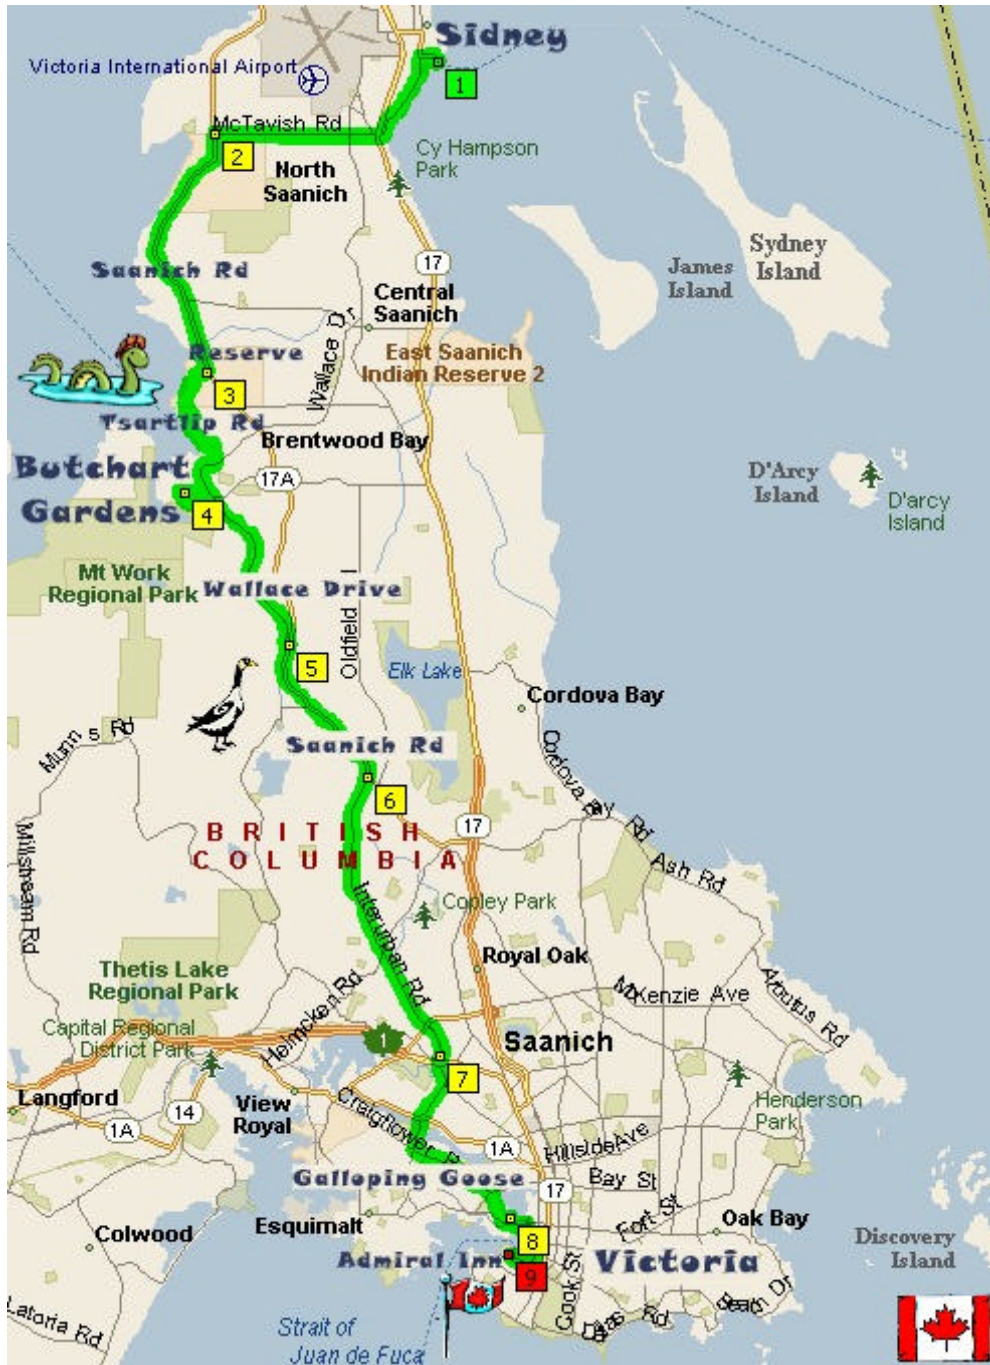 Sidney
Victoria International Airport
1
McTavish Rd
2
Cy Hampson
Park
North
Saanich
17
Sydney
Island
James
Island
Saanich Rd
Central
Saanich
Wallace Dr
Reserve
East Saanich
Indian Reserve 2
3
Tsartlip Rd
Brentwood Bay
Butchart
Gardens
17A
4
D'Arcy
Island
D'arcy
Island
Mt Work
Regional Park
Wallace Drive
Oldfield
5
Elk Lake
Cordova Bay
Munn s Rd
Saanich Rd
Cordova Bay Rd
6
17
BRITISH
COLUMBIA
Millstream Rd
Ash Rd
Interurban Rd
Copley Park
Royal Oak
Thetis Lake
Regional Park
Helmcken Rd
McKenzie Ave
Arbutus Rd
Capital Regional
District Park
1
Saanich
7
Langford
14
1A
View
Royal
Craigflower R
1A
Hillside Ave
Henderson
Park
Galloping Goose
17
Bay St
Fort St
Esquimalt
Oak Bay
Colwood
8
Admiral Inn
9
Victoria
Cook St
Discovery
Island
Latoria Rd
Dallas Rd
Beach Dr
Strait of
Juan de Fuca